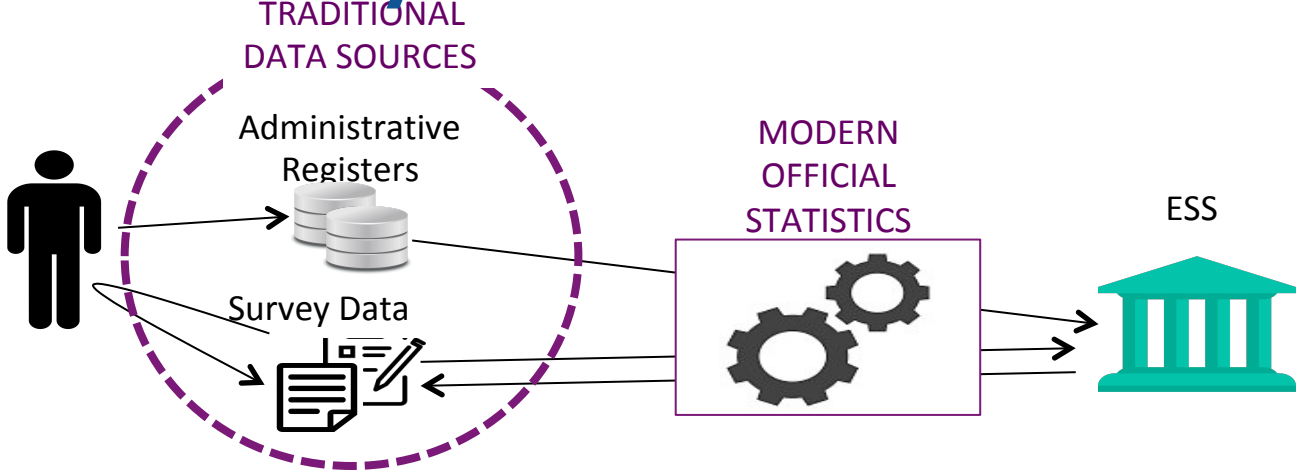 TRADITIONAL
DATA SOURCES
Administrative
Registers
Survey Data
MODERN
OFFICIAL
STATISTICS
ESS